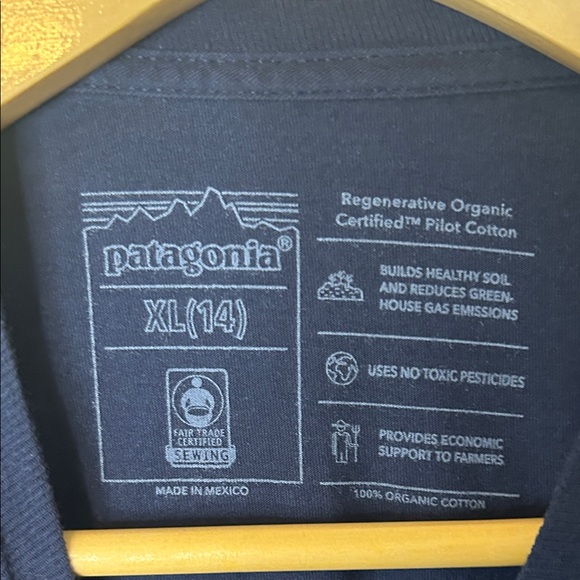 patagonia®
XL(14)
FAIR TRADE
CERTIFIED
SEWING
MADE IN MEXICO
Regenerative Organic
Certified™ Pilot Cotton
BUILDS HEALTHY SOIL
AND REDUCES GREEN-
HOUSE GAS EMISSIONS
USES NO TOXIC PESTICIDES
PROVIDES ECONOMIC
SUPPORT TO FARMERS
100% ORGANIC COTTON